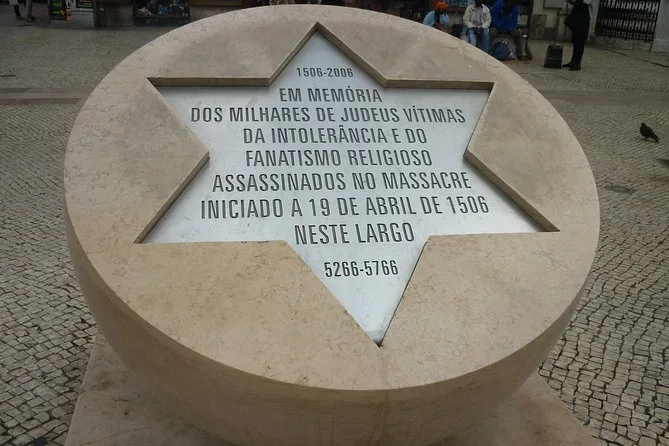 1506-2006
EM MEMÓRIA
DOS MILHARES DE JUDEUS VÍTIMAS
DA INTOLERÂNCIA E DO
FANATISMO RELIGIOSO
ASSASSINADOS NO MASSACRE
INICIADO A 19 DE ABRIL DE 1506
NESTE LARGO
5266-5766